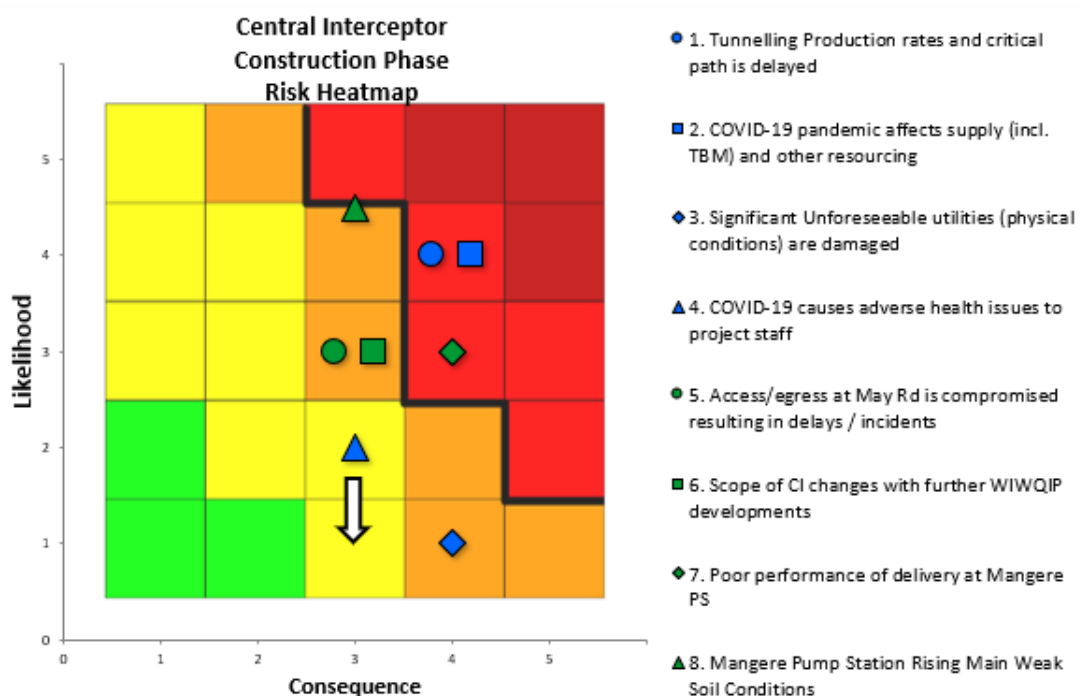 Central Interceptor
Construction Phase
Risk Heatmap
Likelihood
5
4
3
2
1
0
0
1
2
3
4
5
Consequence
1. Tunnelling Production rates and critical
path is delayed
2. COVID-19 pandemic affects supply (incl.
TBM) and other resourcing
3. Significant Unforeseeable utilities (physical
conditions) are damaged
4. COVID-19 causes adverse health issues to
project staff
5. Access/egress at May Rd is compromised
resulting in delays / incidents
6. Scope of CI changes with further WIWQIP
developments
7. Poor performance of delivery at Mangere
PS
8. Mangere Pump Station Rising Main Weak
Soil Conditions